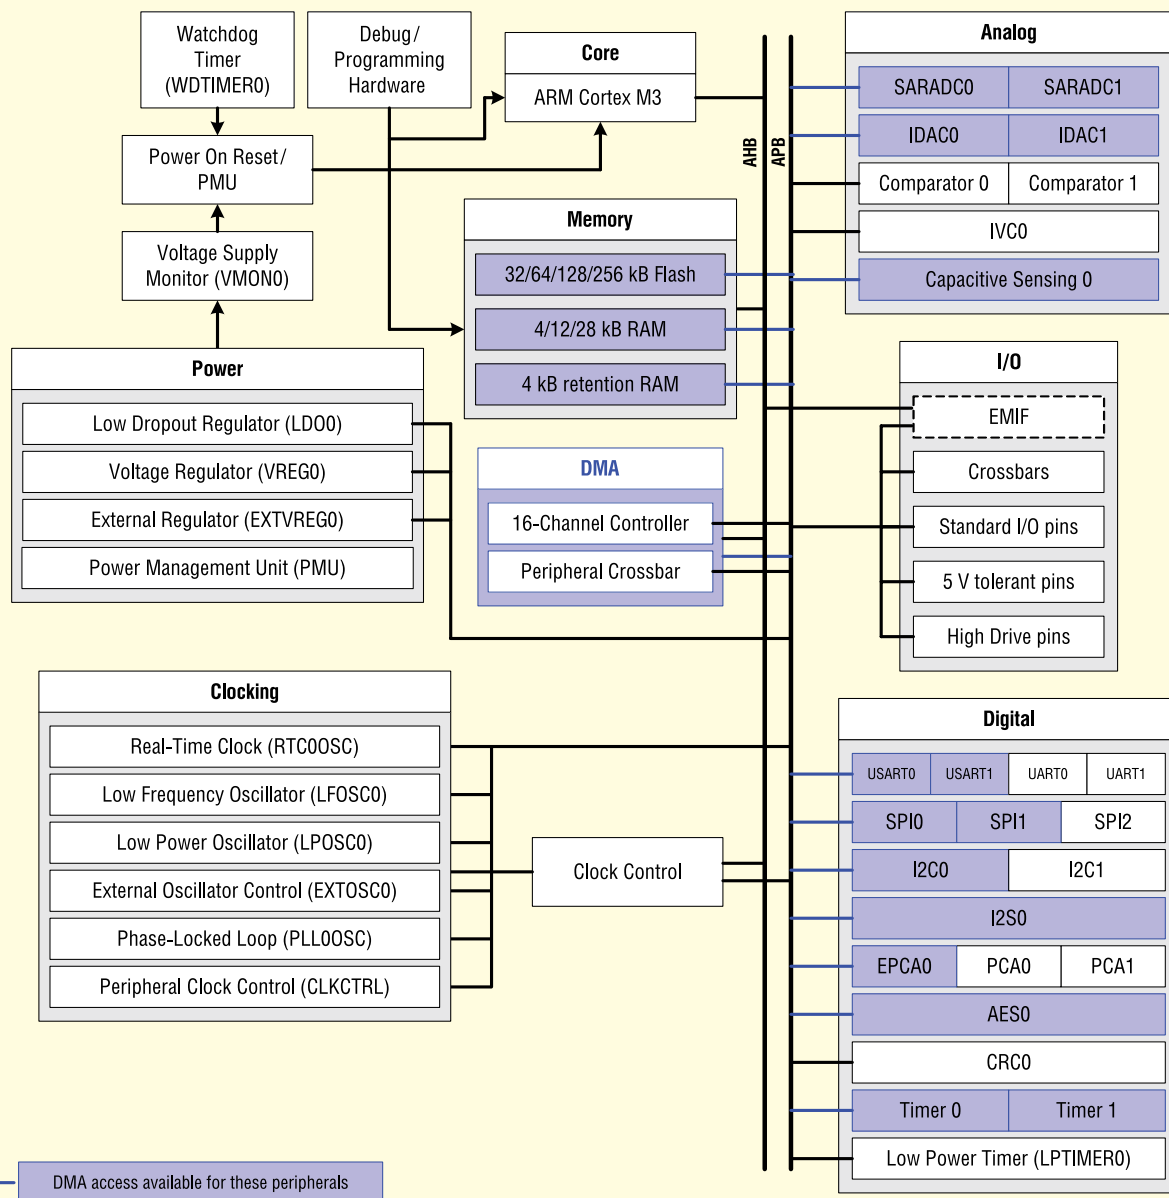 Watchdog
Timer
(WDTIMER0)
Debug/
Programming
Hardware
Core
ARM Cortex M3
Power On Reset/
PMU
Voltage Supply
Monitor (VMON0)
AHB
APB
Memory
32/64/128/256 kB Flash
4/12/28 kB RAM
4 kB retention RAM
Power
Low Dropout Regulator (LDO0)
Voltage Regulator (VREG0)
External Regulator (EXTVREG0)
Power Management Unit (PMU)
DMA
16-Channel Controller
Peripheral Crossbar
Clocking
Real-Time Clock (RTC0OSC)
Low Frequency Oscillator (LFOSC0)
Low Power Oscillator (LPOSC0)
External Oscillator Control (EXTOSC0)
Phase-Locked Loop (PLL0OSC)
Peripheral Clock Control (CLKCTRL)
Clock Control
Analog
SARADC0 SARADC1
IDAC0 IDAC1
Comparator 0 Comparator 1
IVC0
Capacitive Sensing 0
I/O
EMIF
Crossbars
Standard I/O pins
5 V tolerant pins
High Drive pins
Digital
USART0 USART1 UART0 UART1
SPI0 SPI1 SPI2
I2C0 I2C1
I2S0
EPCA0 PCA0 PCA1
AES0
CRC0
Timer 0 Timer 1
Low Power Timer (LPTIMER0)
DMA access available for these peripherals